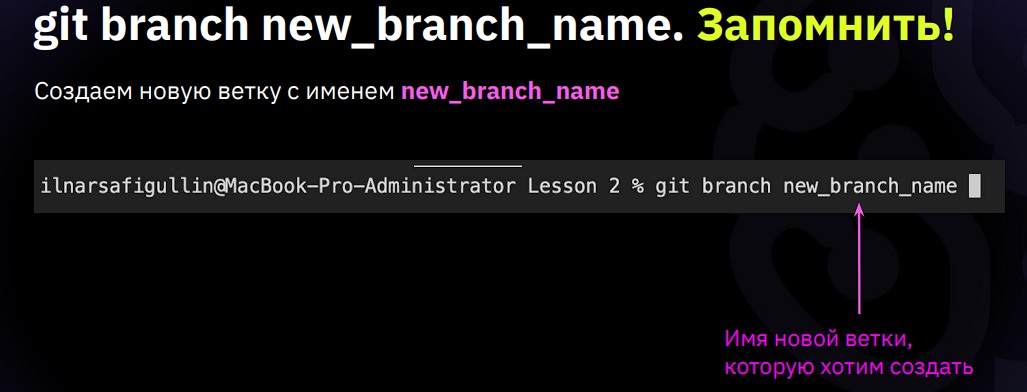 git branch new_branch_name. Запомнить!
Создаем новую ветку с именем new_branch_name
ilnarsafigullin@MacBook-Pro-Administrator Lesson 2 % git branch new_branch_name
Имя новой ветки,
которую хотим создать